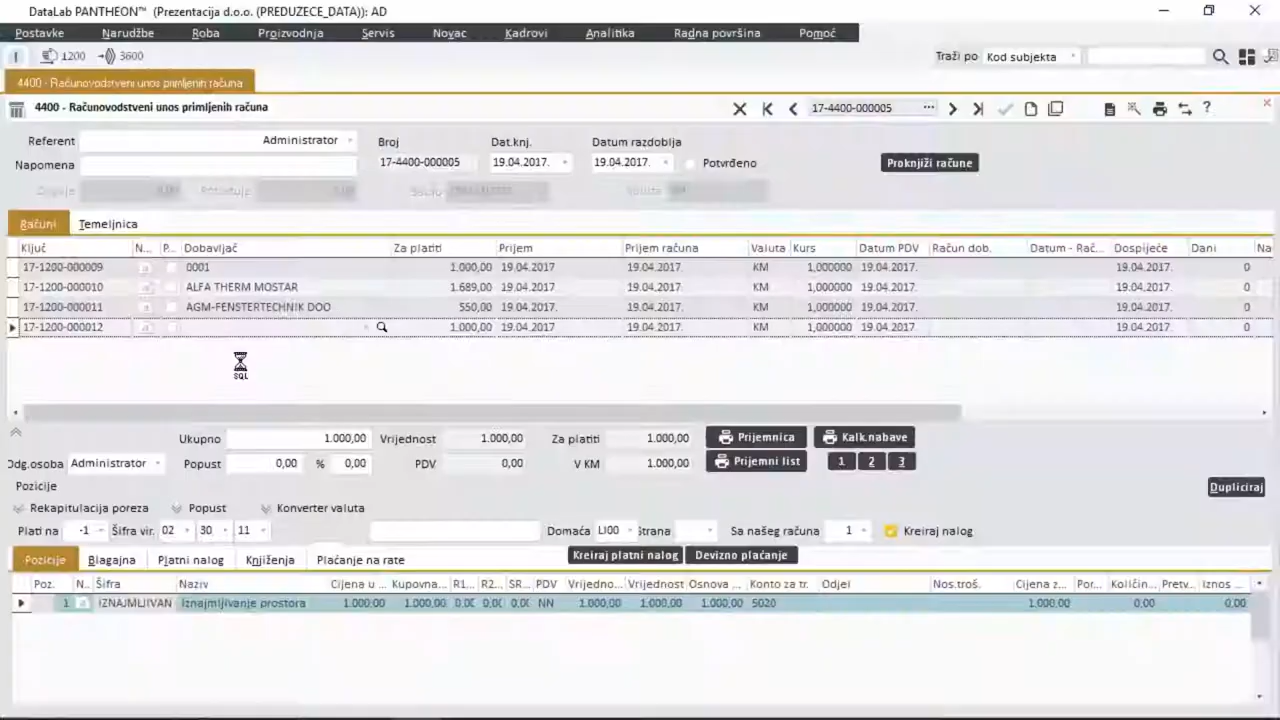 DataLab PANTHEON™ (Prezentacija d.o.o. (PREDUZECE_DATA)): AD
Postavke Narudžbe Roba Proizvodnja Servis Novac Kadrovi Analitika Radna površina Pomoć
1200 3600 Traži po Kod subjekta
4400 - Računovodstveni unos primljenih računa
4400 - Računovodstveni unos primljenih računa 17-4400-000005 ... ?
Referent Administrator Broj Dat.knj. Datum razdoblja
Napomena 17-4400-000005 19.04.2017. 19.04.2017. Potvrđeno Proknjiži račune
Računi Temeljnica
Ključ N... P... Dobavljač Za platiti Prijem Prijem računa Valuta Kurs Datum PDV Račun dob. Datum - Rač... Dospijeće Dani Na
17-1200-000009 a 0001 1.000,00 19.04.2017 19.04.2017. KM 1,000000 19.04.2017. 19.04.2017. 0
17-1200-000010 a ALFA THERM MOSTAR 1.689,00 19.04.2017 19.04.2017. KM 1,000000 19.04.2017. 19.04.2017. 0
17-1200-000011 a AGM-FENSTERTECHNIK DOO 550,00 19.04.2017 19.04.2017. KM 1,000000 19.04.2017. 19.04.2017. 0
17-1200-000012 a 1.000,00 19.04.2017 19.04.2017. KM 1,000000 19.04.2017. 19.04.2017. 0
SQL
Ukupno 1.000,00 Vrijednost 1.000,00 Za platiti 1.000,00 Prijemnica Kalk.nabave
Odg.osoba Administrator Popust 0,00 % 0,00 PDV 0,00 V KM 1.000,00 Prijemni list 1 2 3
Pozicije Dupliciraj
Rekapitulacija poreza Popust Konverter valuta
Plati na -1 Šifra vir. 02 30 11 Domaća LI00 Strana Sa našeg računa 1 Kreiraj nalog
Pozicije Blagajna Platni nalog Knjiženja Plaćanje na rate Kreiraj platni nalog Devizno plaćanje
Poz. N.. Šifra Naziv Cijena u ... Kupovna... R1... R2... SR... PDV Vrijedno... Vrijednost Osnova ... Konto za tr. Odjel Nos.troš. Cijena z... Por... Količin... Pretv... Iznos ...
1 a IZNAJMLJIVAN Iznajmljivanje prostora 1.000,00 1.000,00 0,0( 0,0( 0,0( NN 1.000,00 1.000,00 1.000,00 5020 1.000,00 0,00 0,00